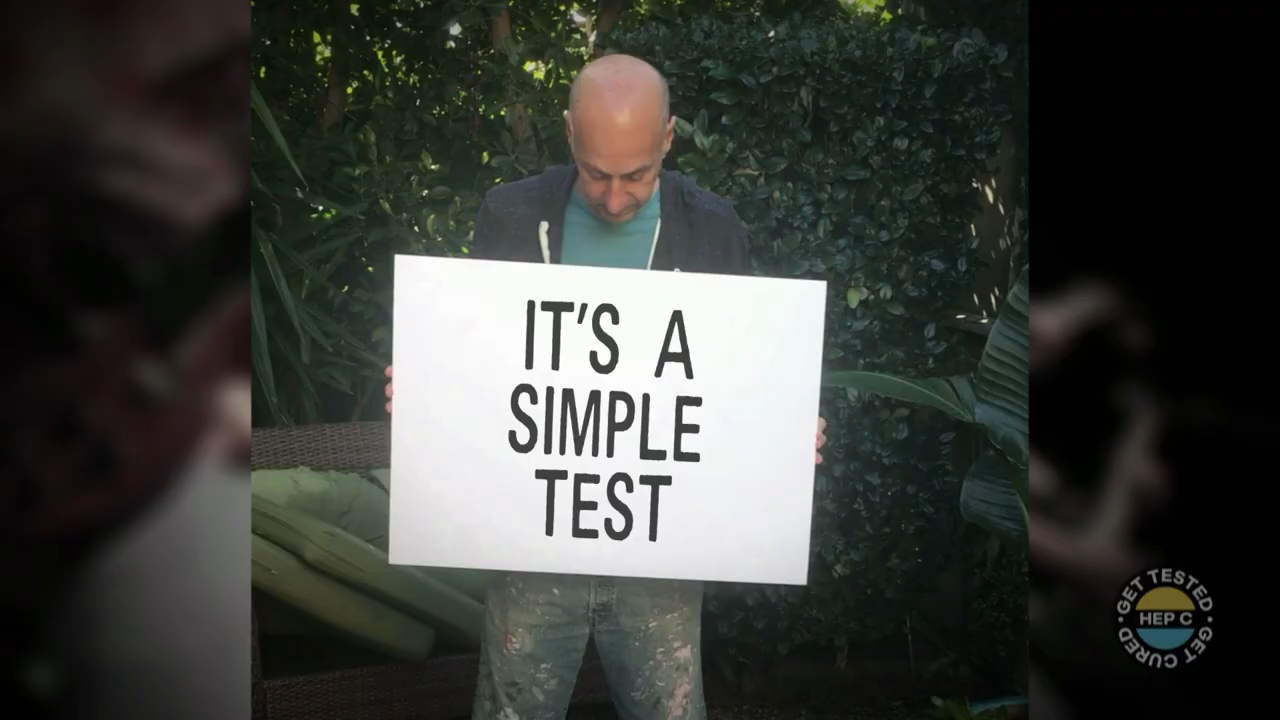 IT'S A
SIMPLE
TEST
GET TESTED
HEP C
GET CURED